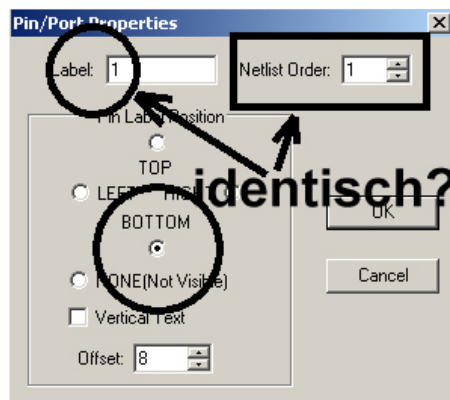 Pin/Port Properties
Label: 1
Netlist Order: 1
Pin Label Position
TOP
LEFT
identisch?
BOTTOM
OK
NONE(Not Visible)
Cancel
Vertical Text
Offset: 8